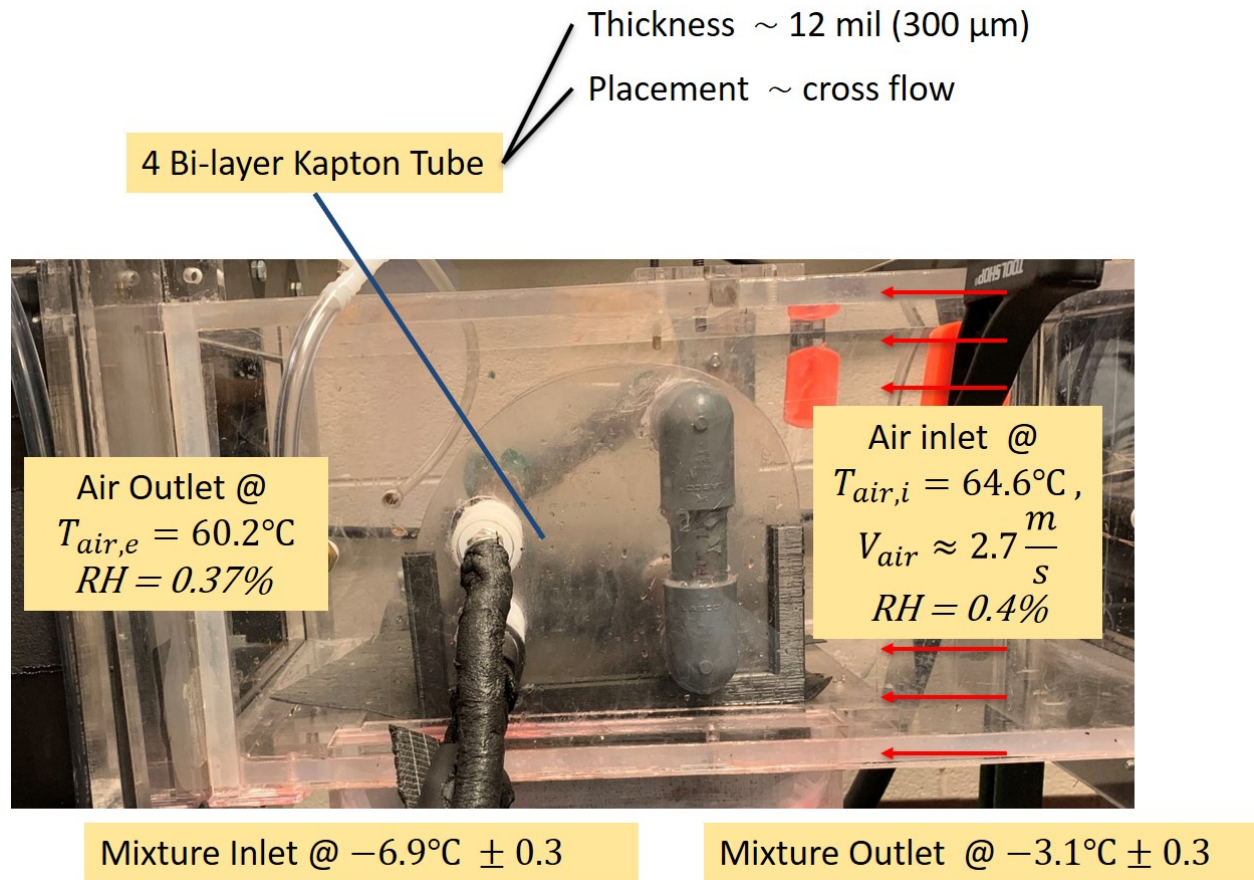 Thickness ~ 12 mil (300 µm)
Placement ~ cross flow
4 Bi-layer Kapton Tube
TOOLSHOP
Air Outlet @
T_air,e = 60.2°C
RH = 0.37%
Air inlet @
T_air,i = 64.6°C ,
V_air ≈ 2.7 m/s
RH = 0.4%
Mixture Inlet @ −6.9°C ± 0.3
Mixture Outlet @ −3.1°C ± 0.3